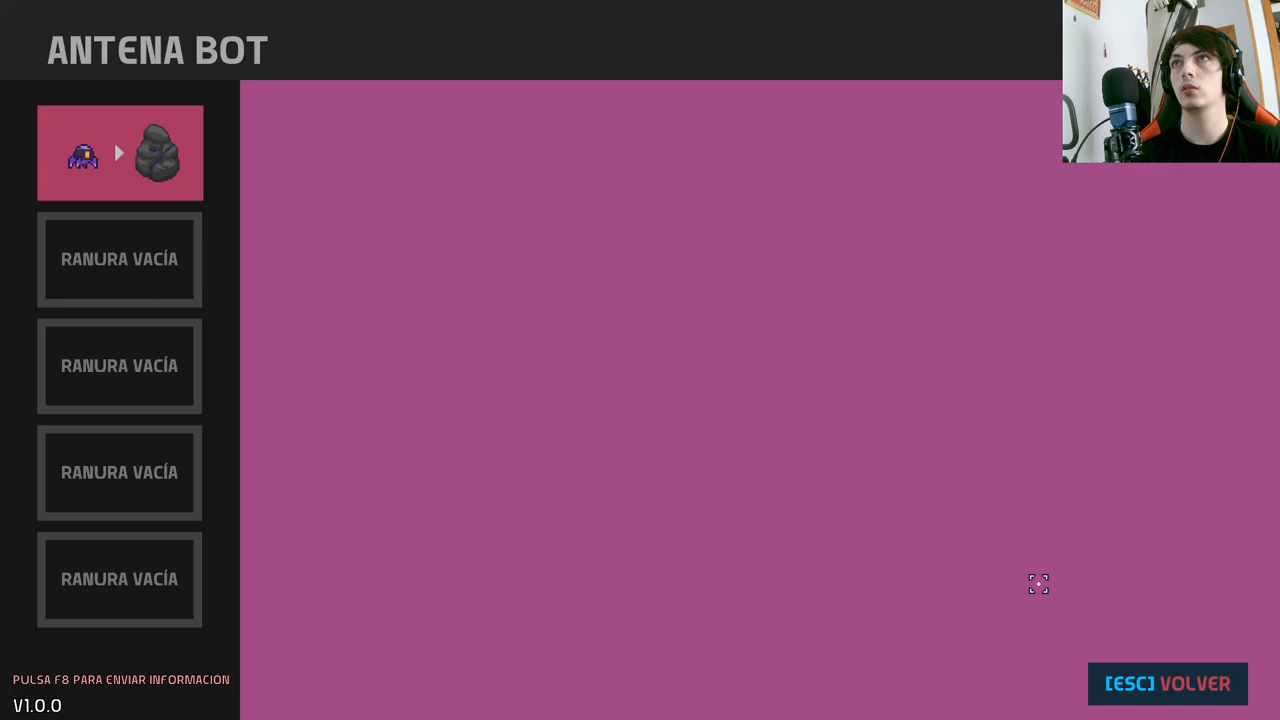 ANTENA BOT
RANURA VACÍA
RANURA VACÍA
RANURA VACÍA
RANURA VACÍA
PULSA F8 PARA ENVIAR INFORMACIÓN
V1.0.0
[ESC] VOLVER